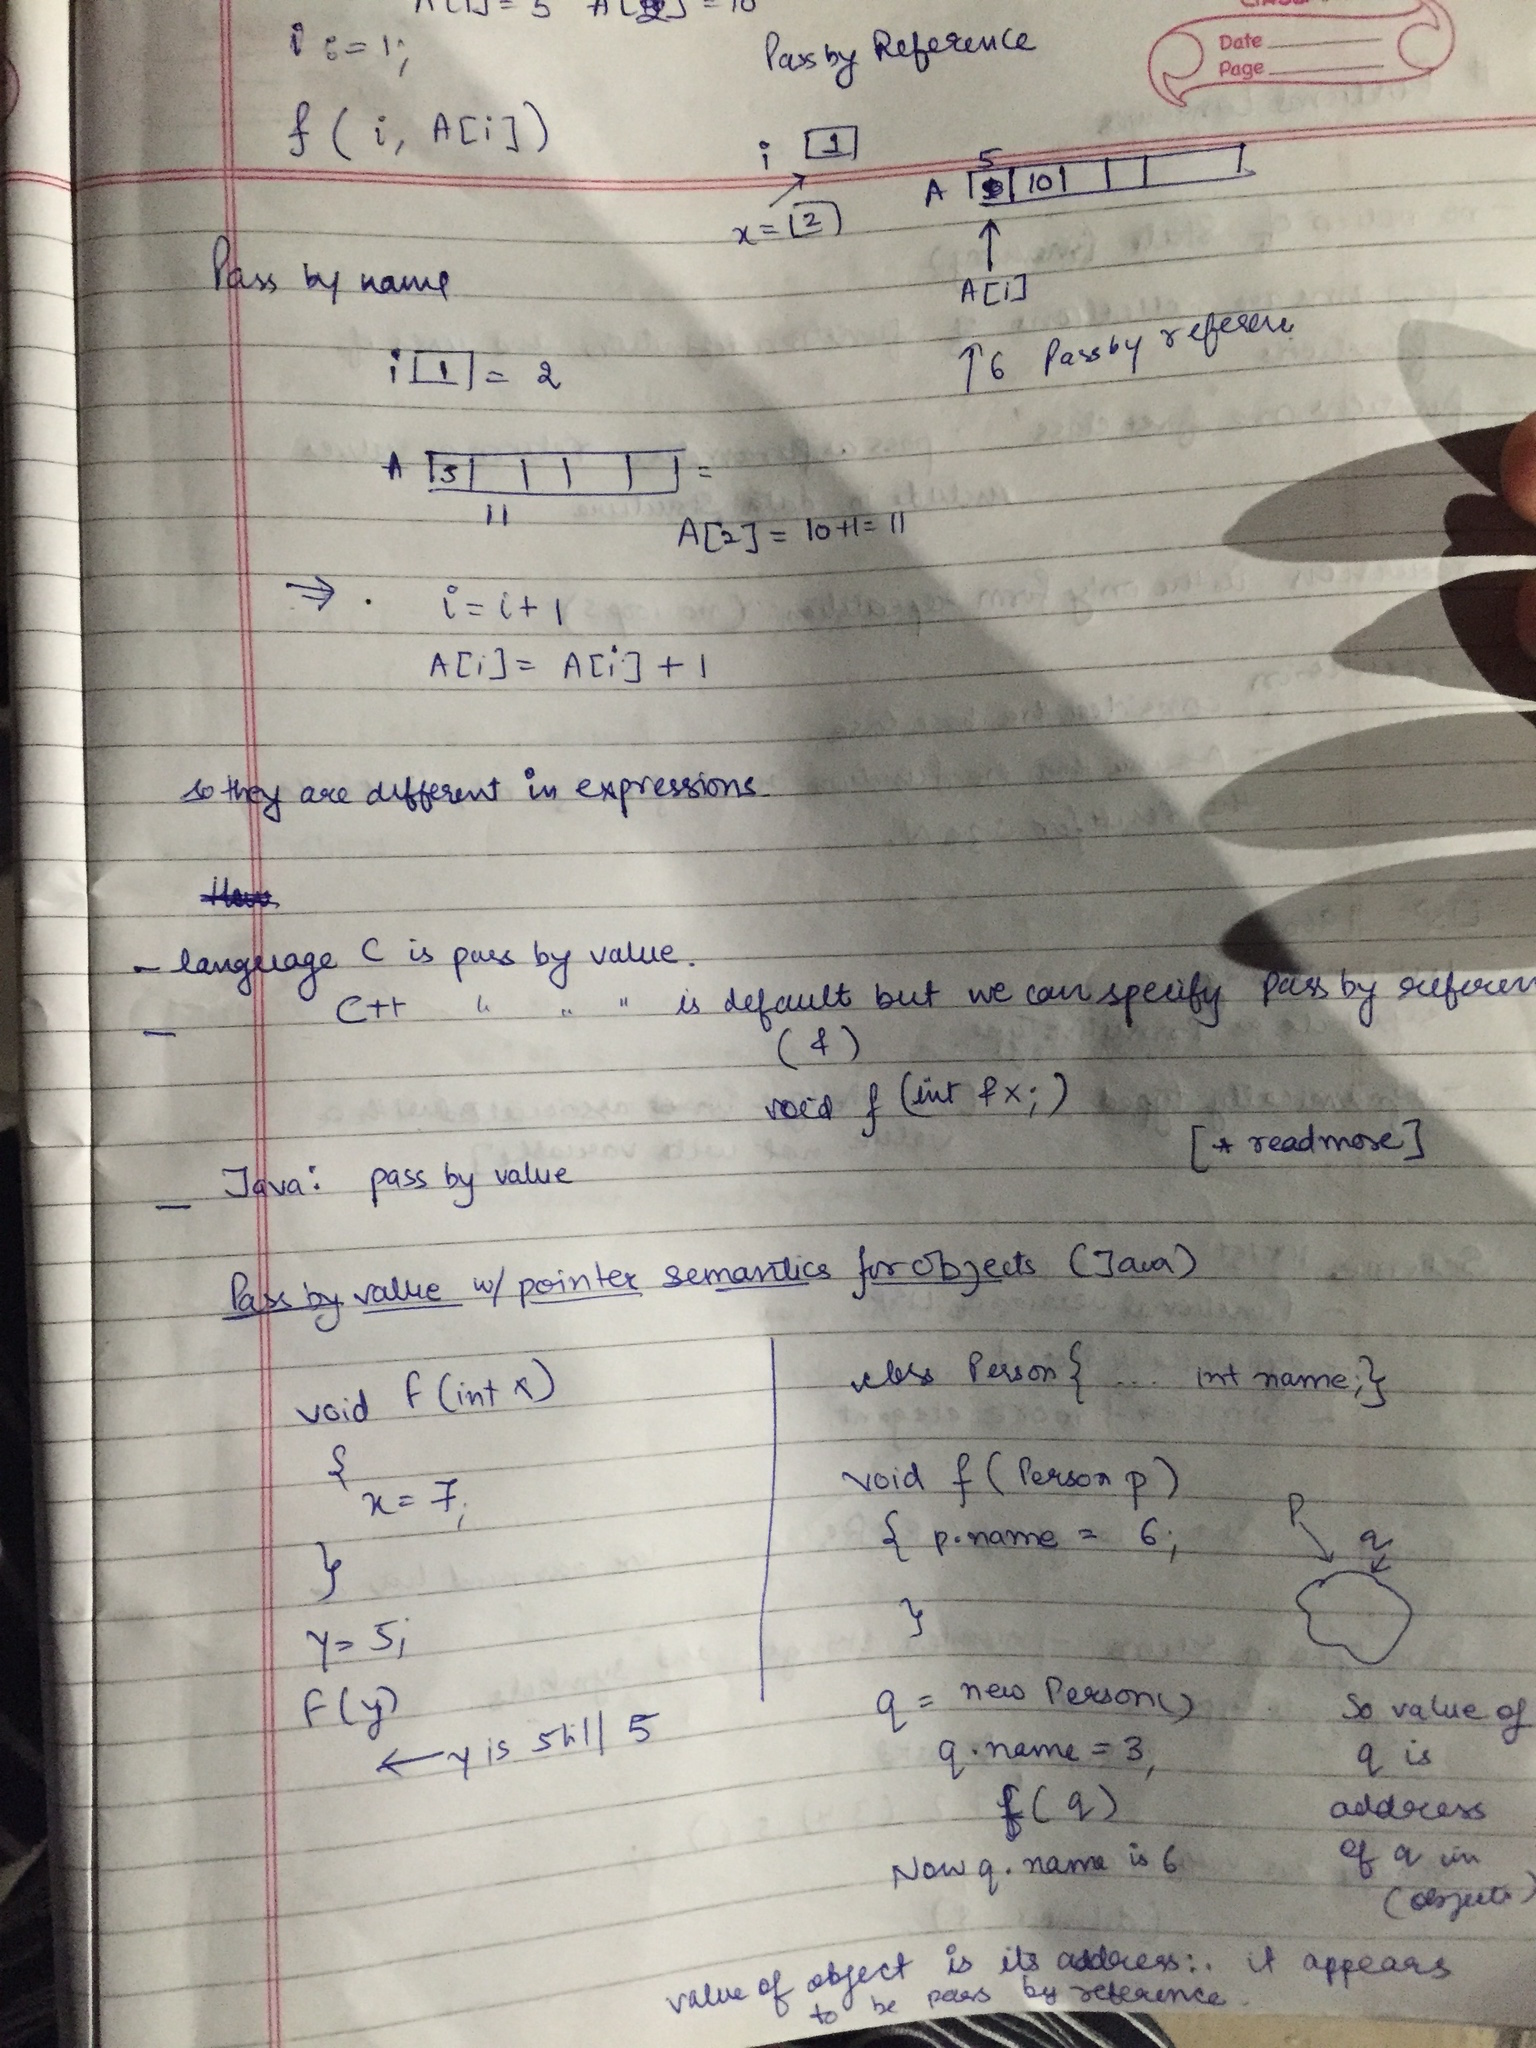 A[1] = 5 A[2] = 10
i := 1;
Pass by Reference
Date
Page
f ( i, A[i])
i 1
x = 2
5
A 10
A[i]
↑6 Pass by referen
Pass by name
i 1 = 2
A 5 =
11
A[2] = 10+1 = 11
⇒ . i = i + 1
A[i] = A[i] + 1
so they are different in expressions.
- language C is pass by value.
- C++ " " " is default but we can specify pass by referen
(&)
void f (int &x;)
[* readmore]
- Java: pass by value
Pass by value w/ pointer semantics for objects (Java)
void f (int x)
{
x = 7;
}
y = 5;
f(y)
← y is still 5
class Person { ... int name; }
void f ( Person p )
{ p.name = 6;
}
P
q
q = new Person()
q.name = 3;
f( q )
Now q.name is 6
So value of
q is
address
of q in
(objects)
value of object is its address ∴ it appears
to be pass by reference.